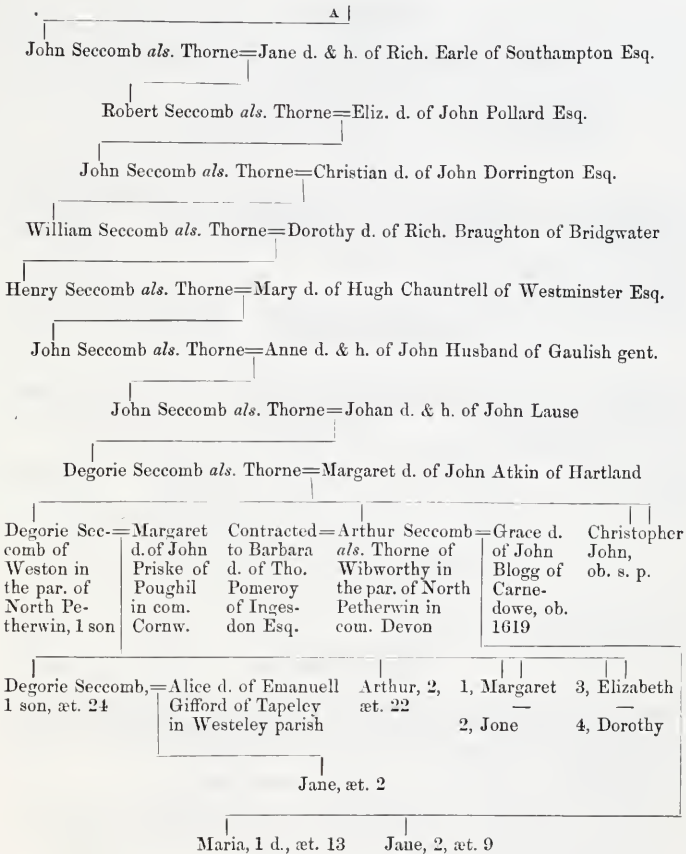 A
John Seccomb als. Thorne=Jane d. & h. of Rich. Earle of Southampton Esq.
Robert Seccomb als. Thorne=Eliz. d. of John Pollard Esq.
John Seccomb als. Thorne=Christian d. of John Dorrington Esq.
William Seccomb als. Thorne=Dorothy d. of Rich. Braughton of Bridgwater
Henry Seccomb als. Thorne=Mary d. of Hugh Chauntrell of Westminster Esq.
John Seccomb als. Thorne=Anne d. & h. of John Husband of Gaulish gent.
John Seccomb als. Thorne=Johan d. & h. of John Lause
Degorie Seccomb als. Thorne=Margaret d. of John Atkin of Hartland
Degorie Sec-=
comb of
Weston in
the par. of
North Pe-
therwin, 1 son
Margaret
d. of John
Priske of
Poughil
in com.
Cornw.
Contracted=
to Barbara
d. of Tho.
Pomeroy
of Inges-
don Esq.
Arthur Seccomb=
als. Thorne of
Wibworthy in
the par. of North
Petherwin in
com. Devon
Grace d.
of John
Blogg of
Carne-
dowe, ob.
1619
Christopher
John,
ob. s. p.
Degorie Seccomb,=
1 son, æt. 24
Alice d. of Emanuell
Gifford of Tapeley
in Westeley parish
Arthur, 2,
æt. 22
1, Margaret
—
2, Jone
3, Elizabeth
—
4, Dorothy
Jane, æt. 2
Maria, 1 d., æt. 13 Jane, 2, æt. 9